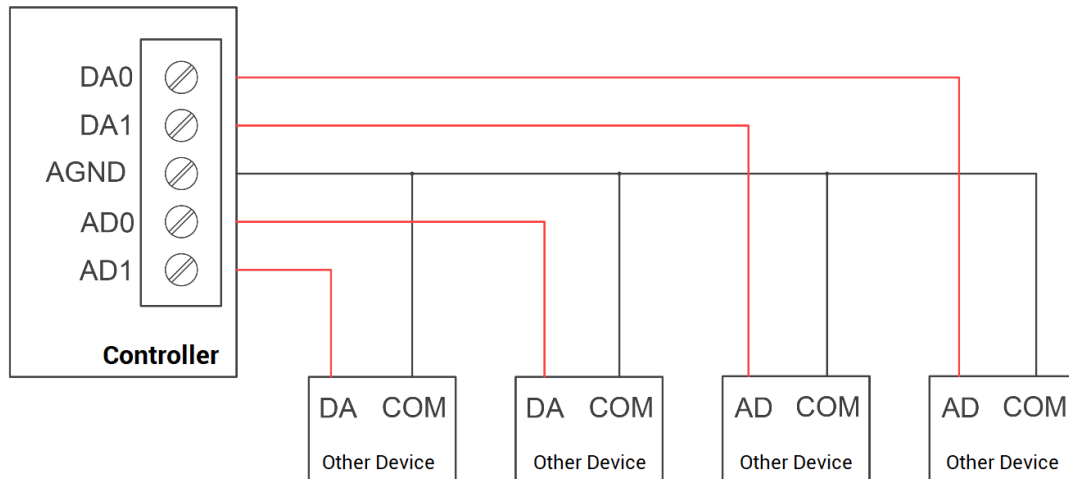 DA0
DA1
AGND
AD0
AD1
Controller
DA COM
Other Device
DA COM
Other Device
AD COM
Other Device
AD COM
Other Device